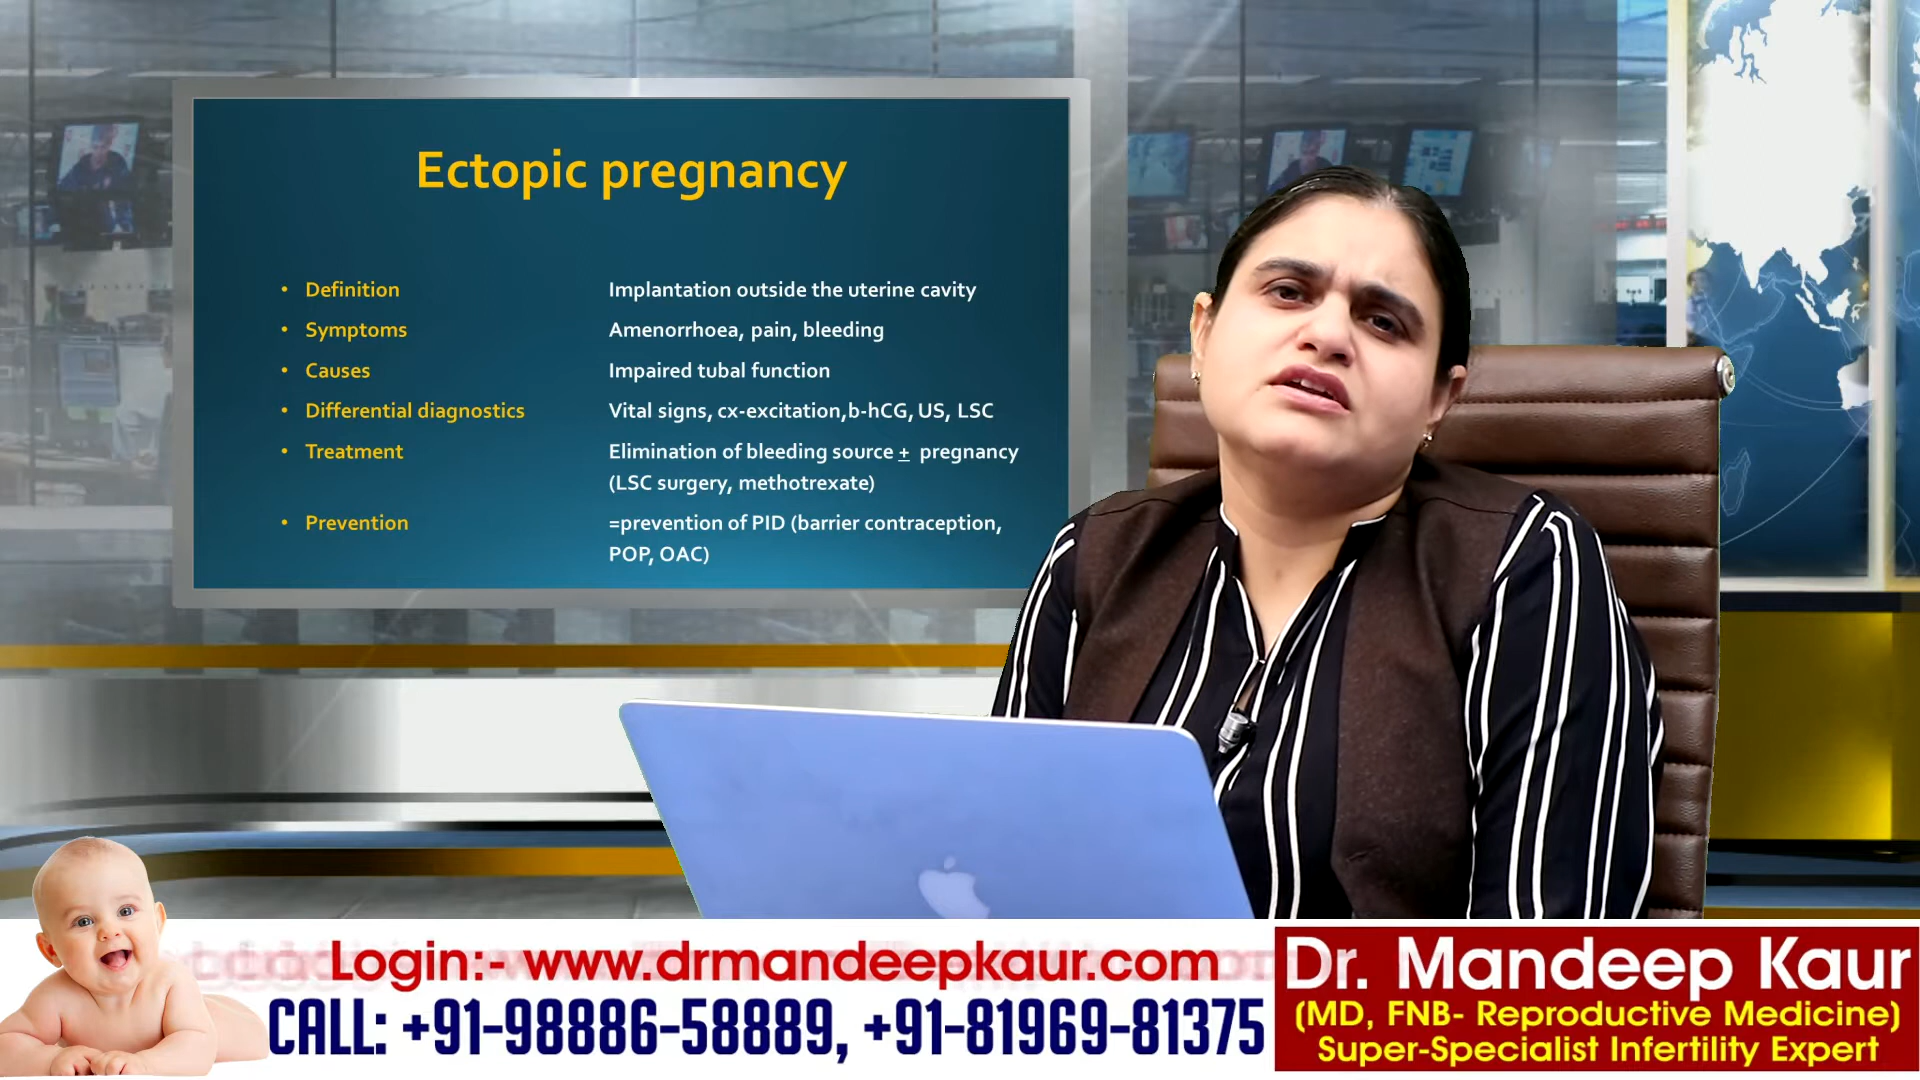 Ectopic pregnancy
• Definition Implantation outside the uterine cavity
• Symptoms Amenorrhoea, pain, bleeding
• Causes Impaired tubal function
• Differential diagnostics Vital signs, cx-excitation,b-hCG, US, LSC
• Treatment Elimination of bleeding source + pregnancy
(LSC surgery, methotrexate)
• Prevention =prevention of PID (barrier contraception,
POP, OAC)
Login:- www.drmandeepkaur.com
CALL: +91-98886-58889, +91-81969-81375
Dr. Mandeep Kaur
(MD, FNB- Reproductive Medicine)
Super-Specialist Infertility Expert